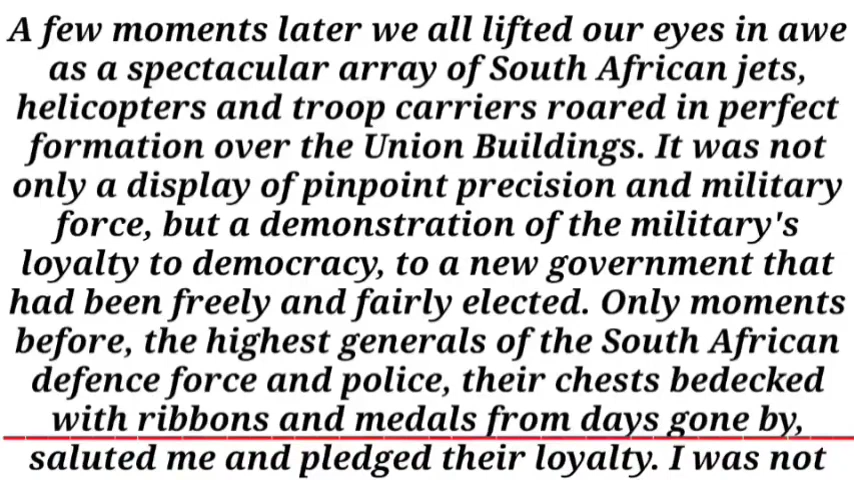 A few moments later we all lifted our eyes in awe
as a spectacular array of South African jets,
helicopters and troop carriers roared in perfect
formation over the Union Buildings. It was not
only a display of pinpoint precision and military
force, but a demonstration of the military's
loyalty to democracy, to a new government that
had been freely and fairly elected. Only moments
before, the highest generals of the South African
defence force and police, their chests bedecked
with ribbons and medals from days gone by,
saluted me and pledged their loyalty. I was not